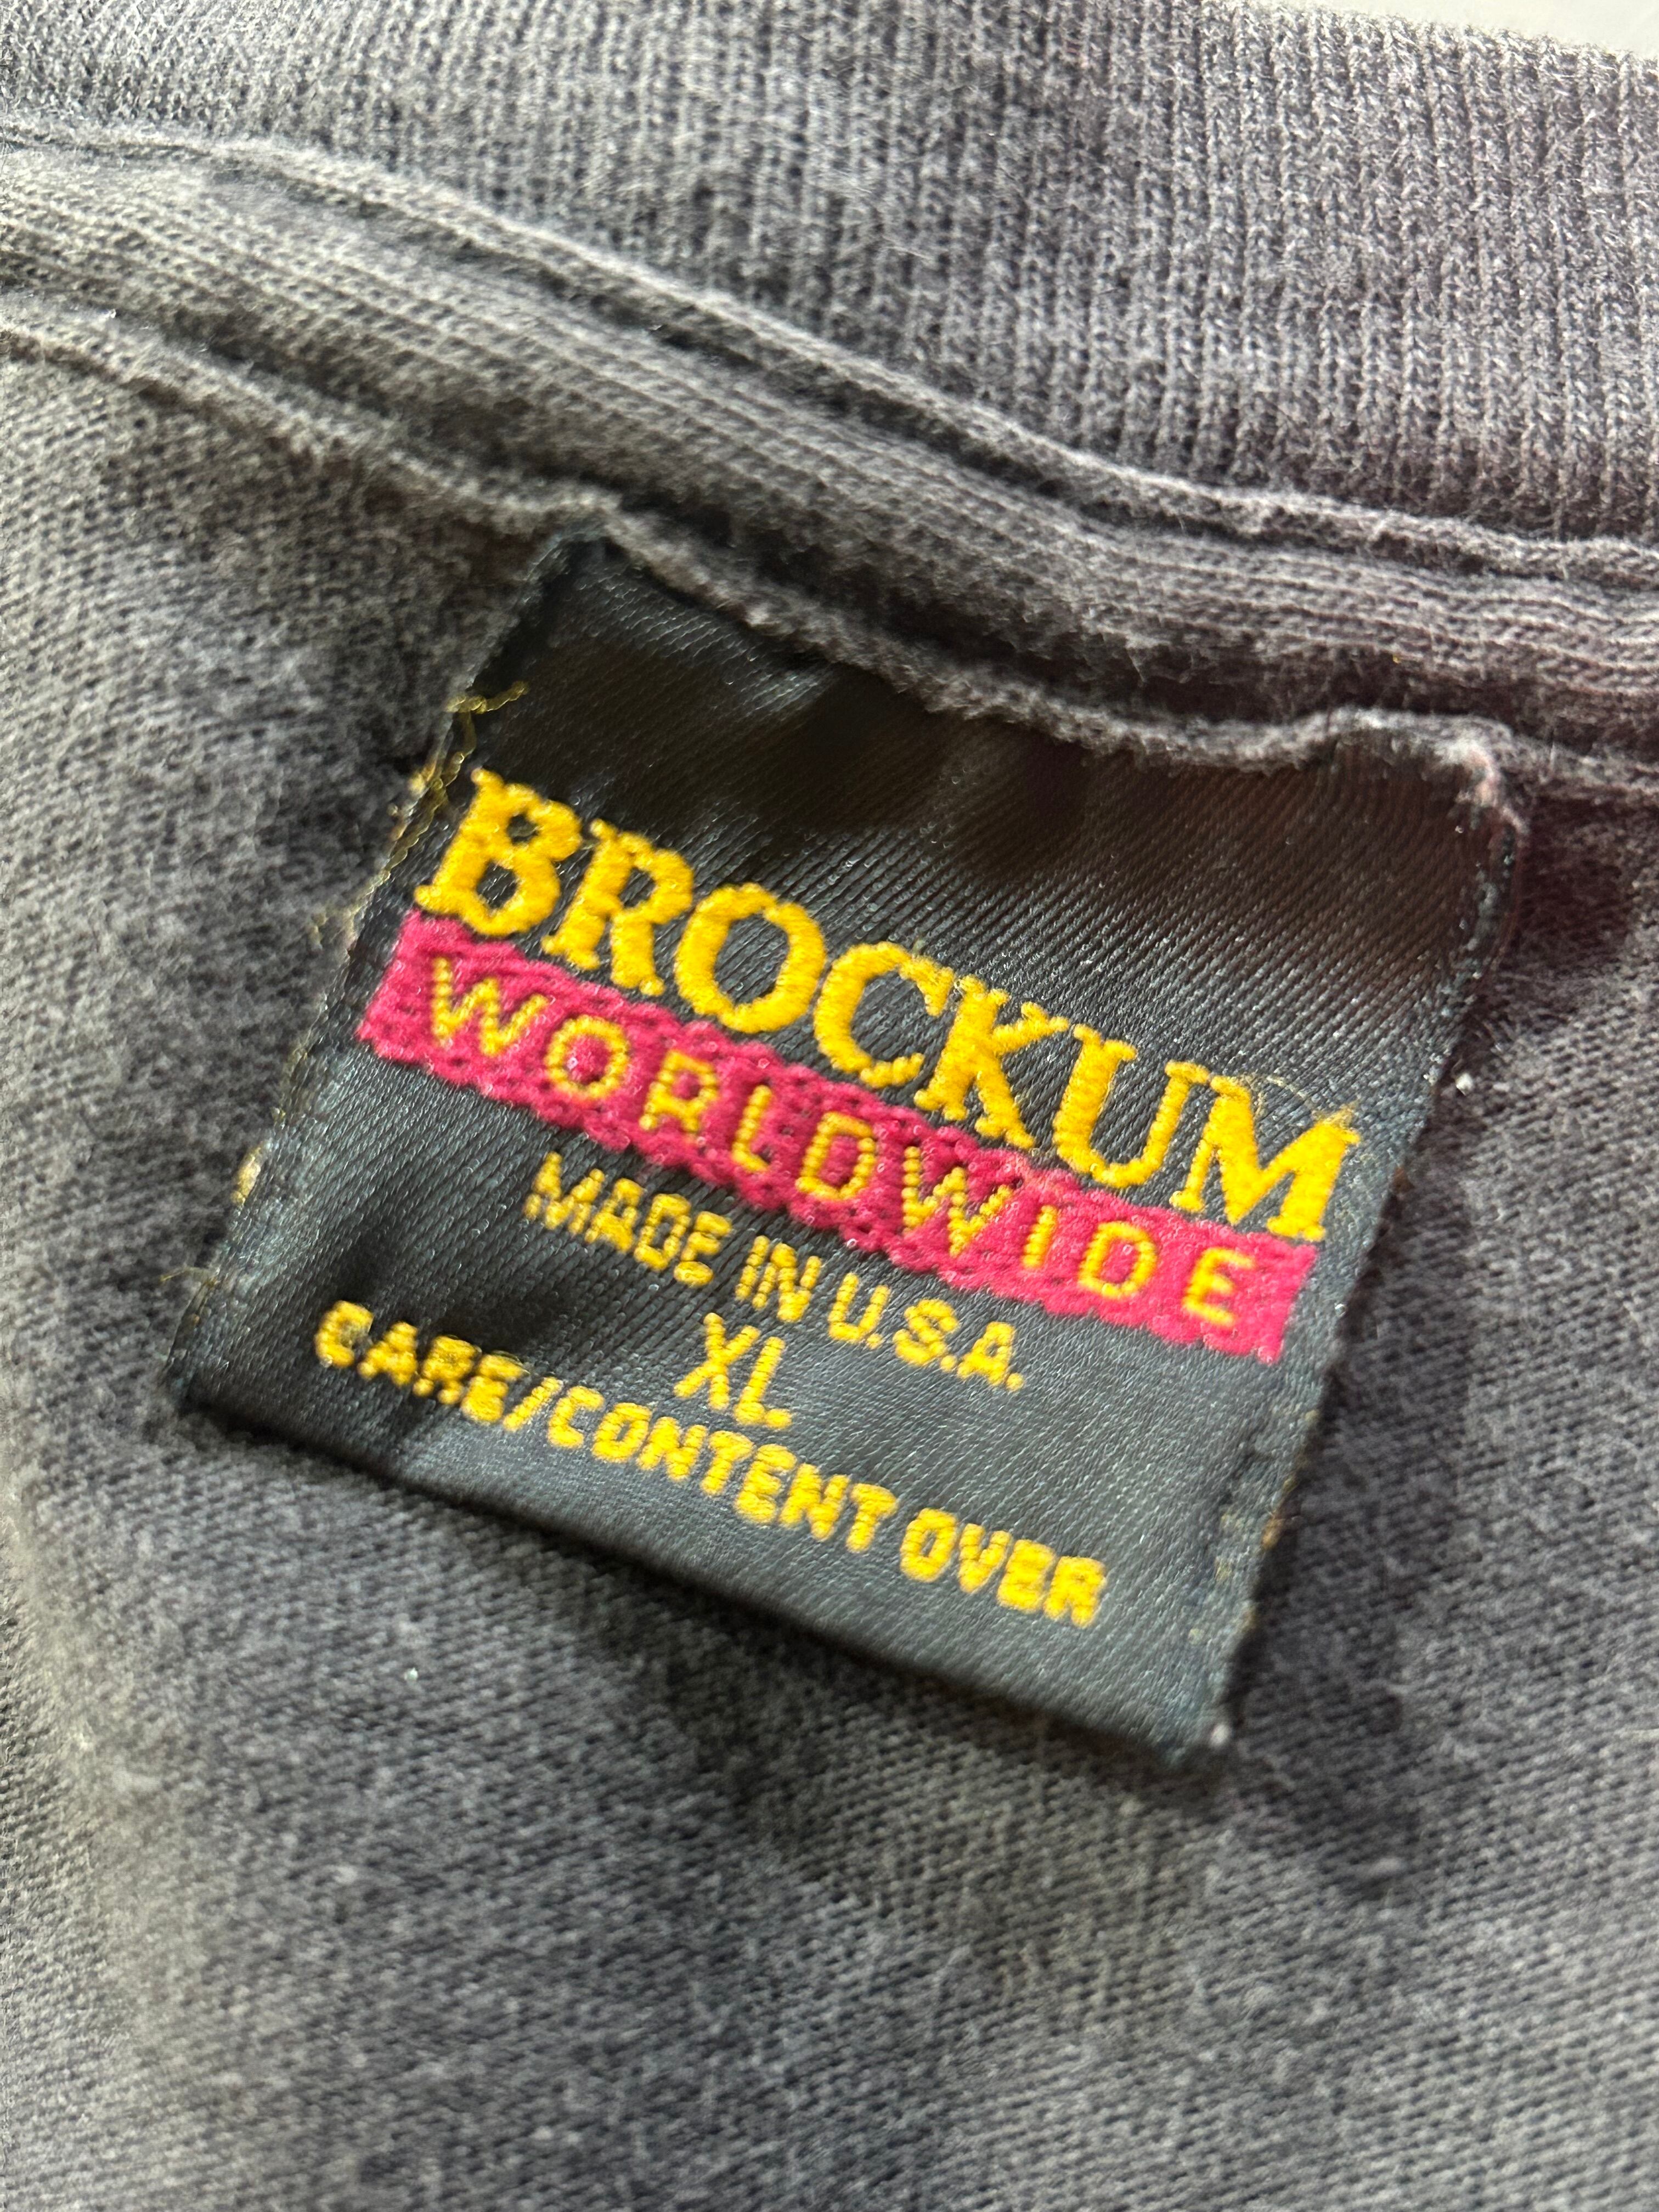 BROCKUM
WORLDWIDE
MADE IN U.S.A.
XL
CARE/CONTENT OVER